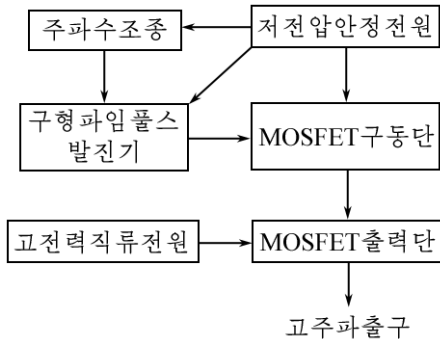 주파수조종
저전압안정전원
구형파임풀스
발진기
MOSFET구동단
고전력직류전원
MOSFET출력단
고주파출구